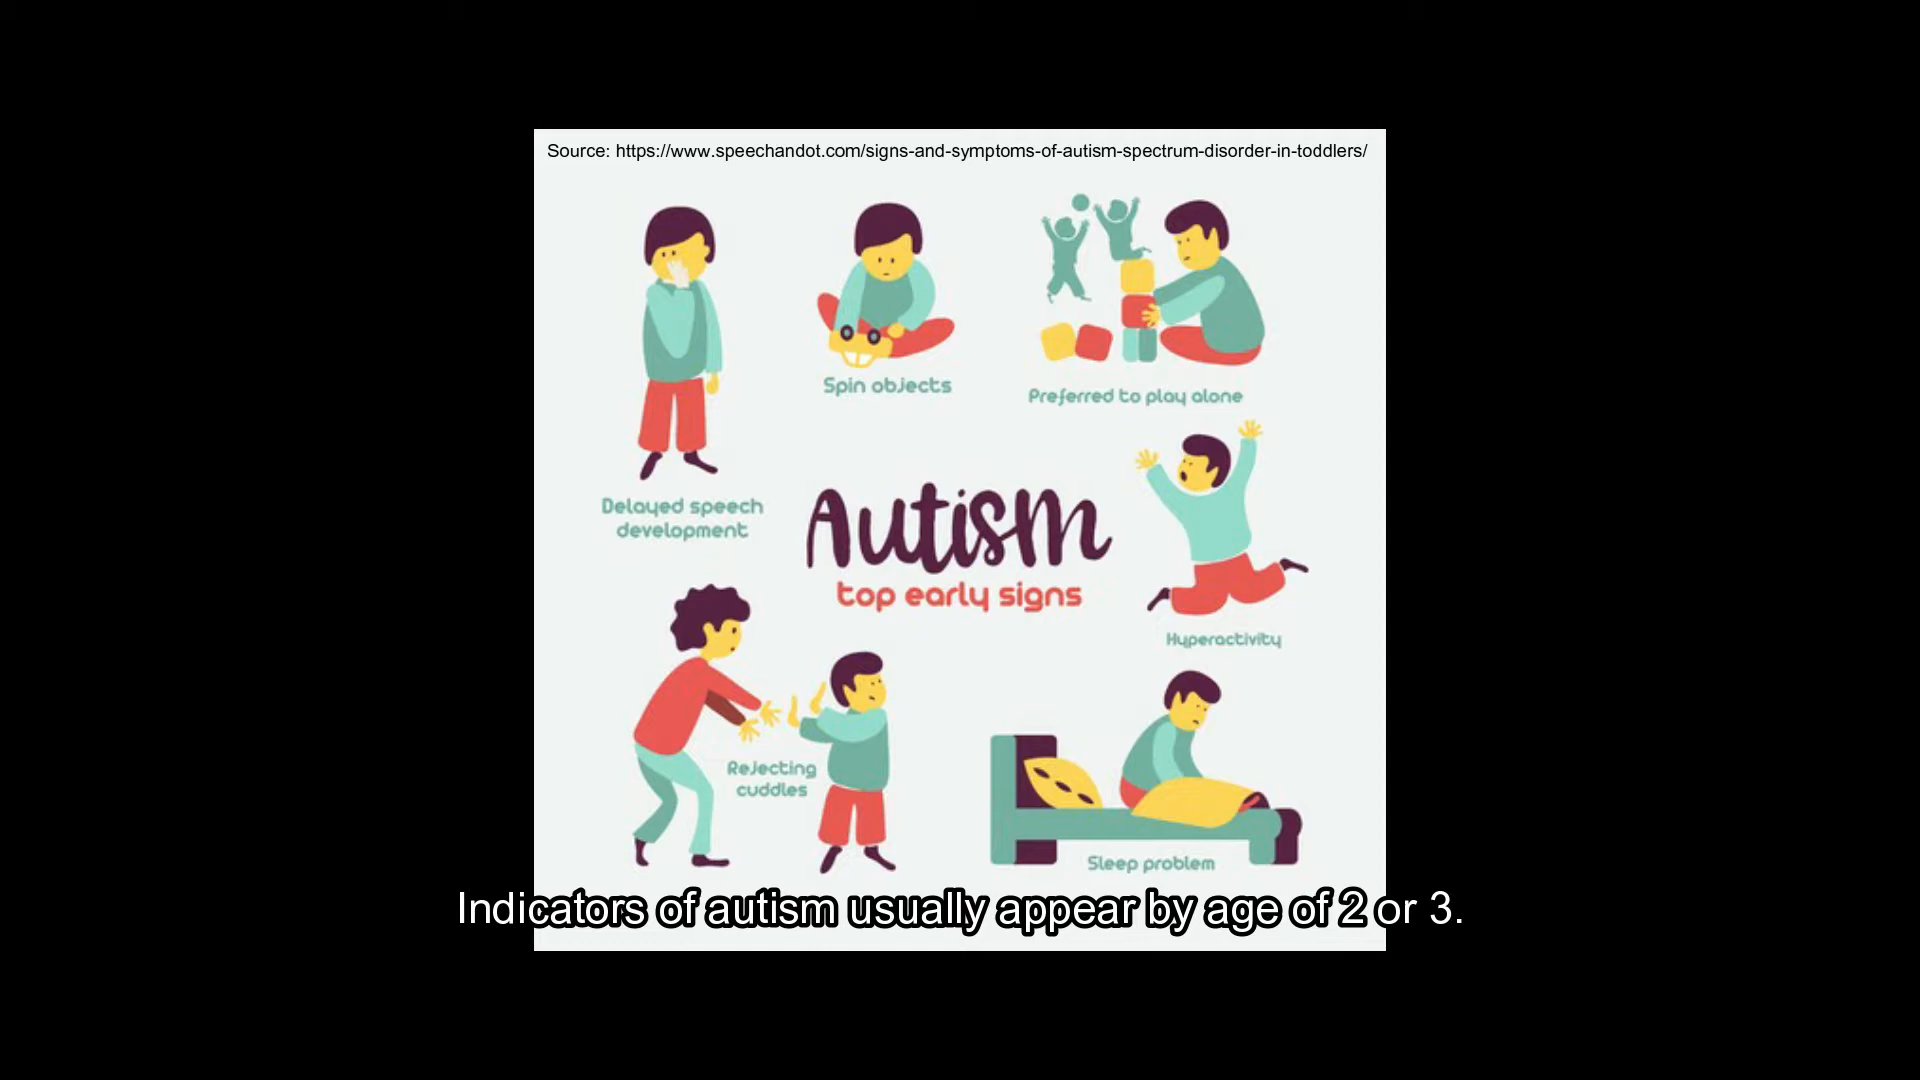 Source: https://www.speechandot.com/signs-and-symptoms-of-autism-spectrum-disorder-in-toddlers/
Spin objects
Preferred to play alone
Delayed speech
development
Autism
top early signs
Hyperactivity
Rejecting
cuddles
Sleep problem
Indicators of autism usually appear by age of 2 or 3.